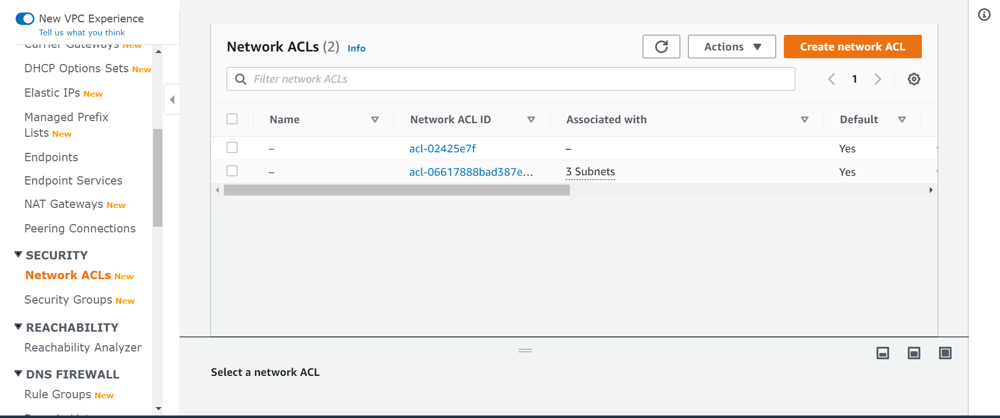 New VPC Experience
Tell us what you think
Carrier Gateways New
DHCP Options Sets New
Elastic IPs New
Managed Prefix
Lists New
Endpoints
Endpoint Services
NAT Gateways New
Peering Connections
SECURITY
Network ACLs New
Security Groups New
REACHABILITY
Reachability Analyzer
DNS FIREWALL
Rule Groups New
Network ACLs (2) Info
Actions
Create network ACL
Filter network ACLs
1
Name Network ACL ID Associated with Default
– acl-02425e7f – Yes
– acl-06617888bad387e... 3 Subnets Yes
Select a network ACL